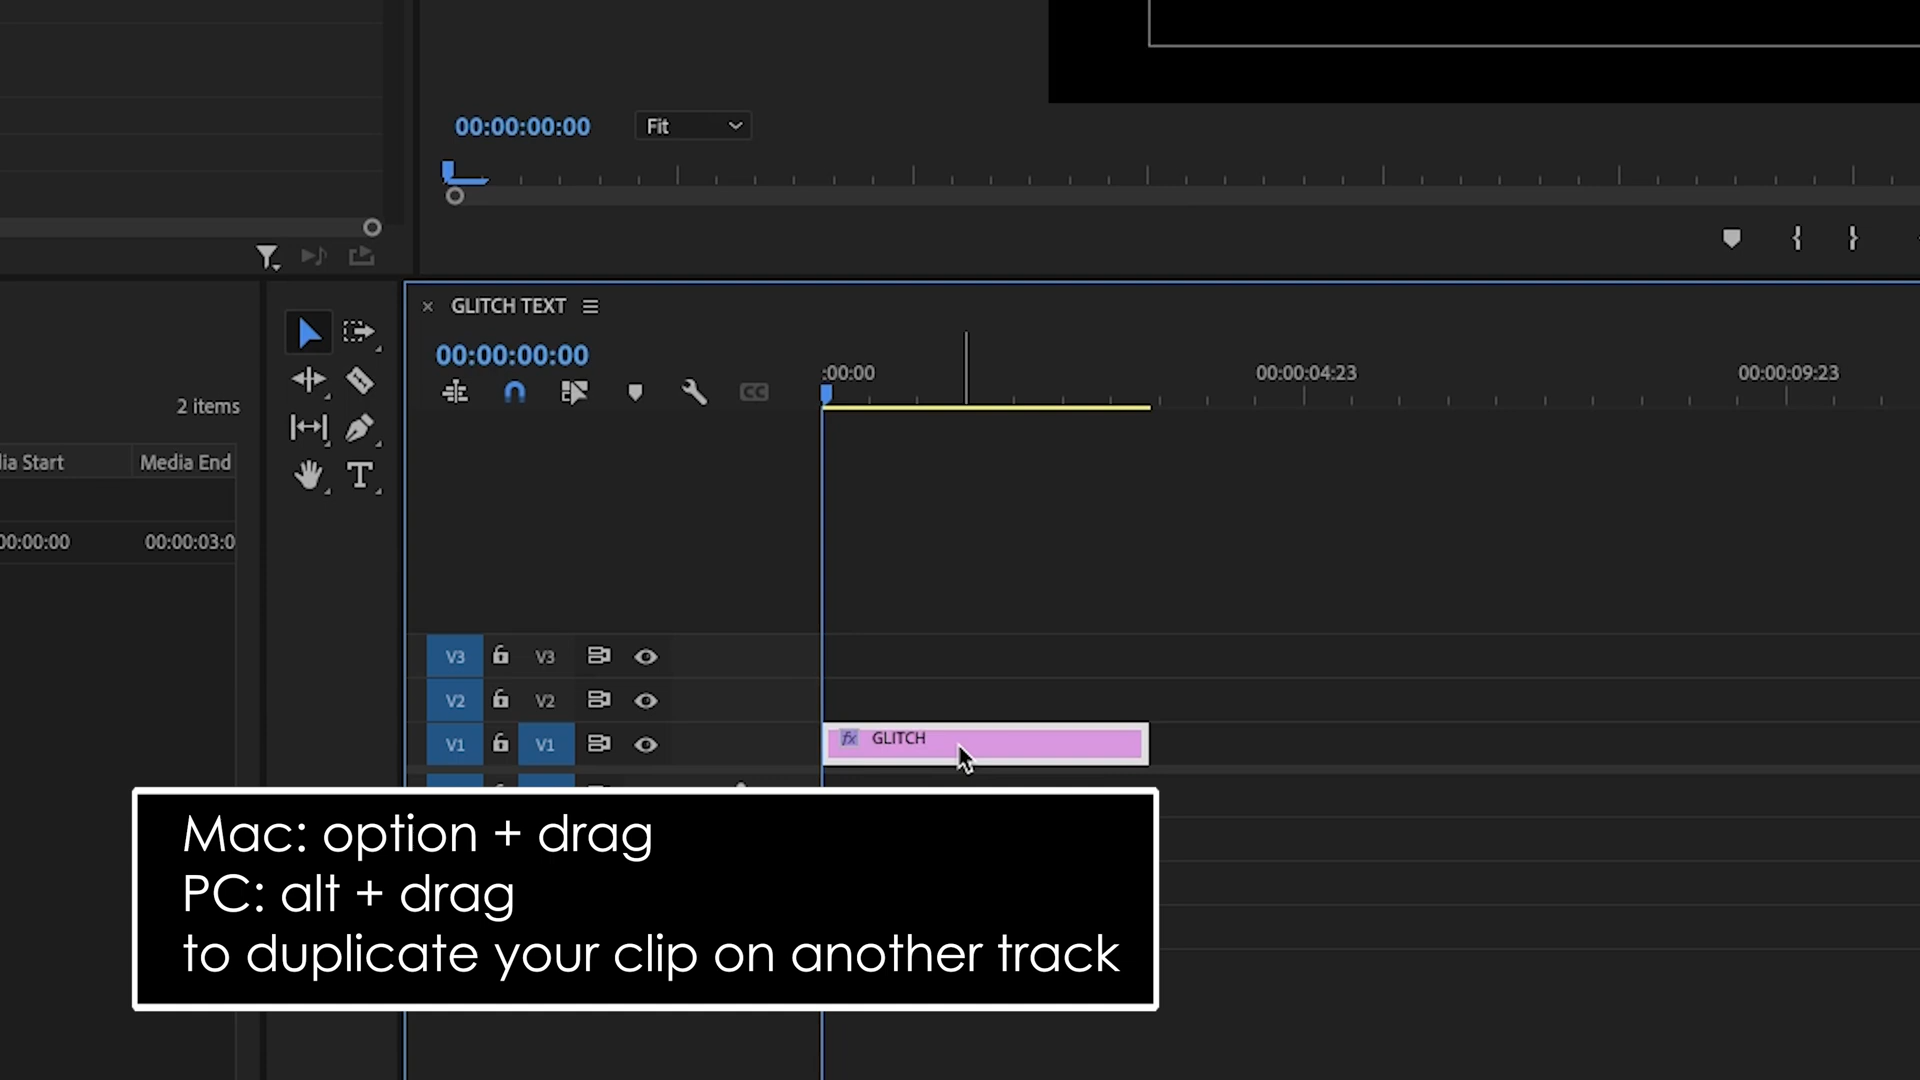 00:00:00:00 Fit
GLITCH TEXT
00:00:00:00
:00:00 00:00:04:23 00:00:09:23
CC
2 items
ia Start Media End
00:00:00 00:00:03:0
V3 V3
V2 V2
V1 V1 fx GLITCH
Mac: option + drag
PC: alt + drag
to duplicate your clip on another track